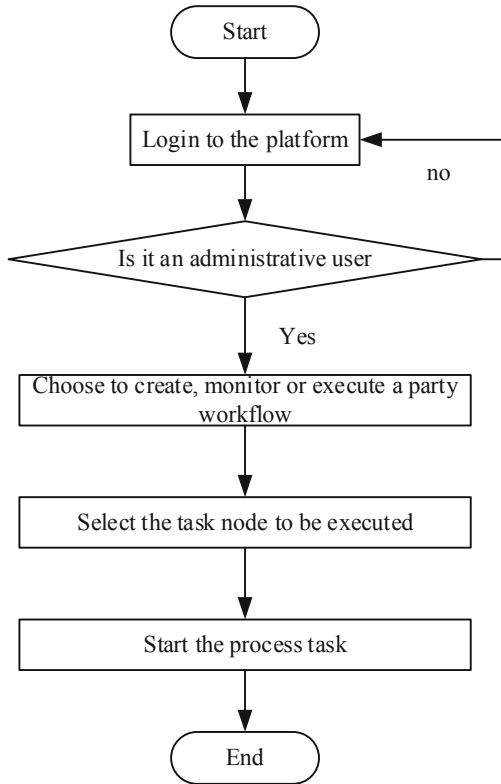 Start
Login to the platform
no
Is it an administrative user
Yes
Choose to create, monitor or execute a party
workflow
Select the task node to be executed
Start the process task
End